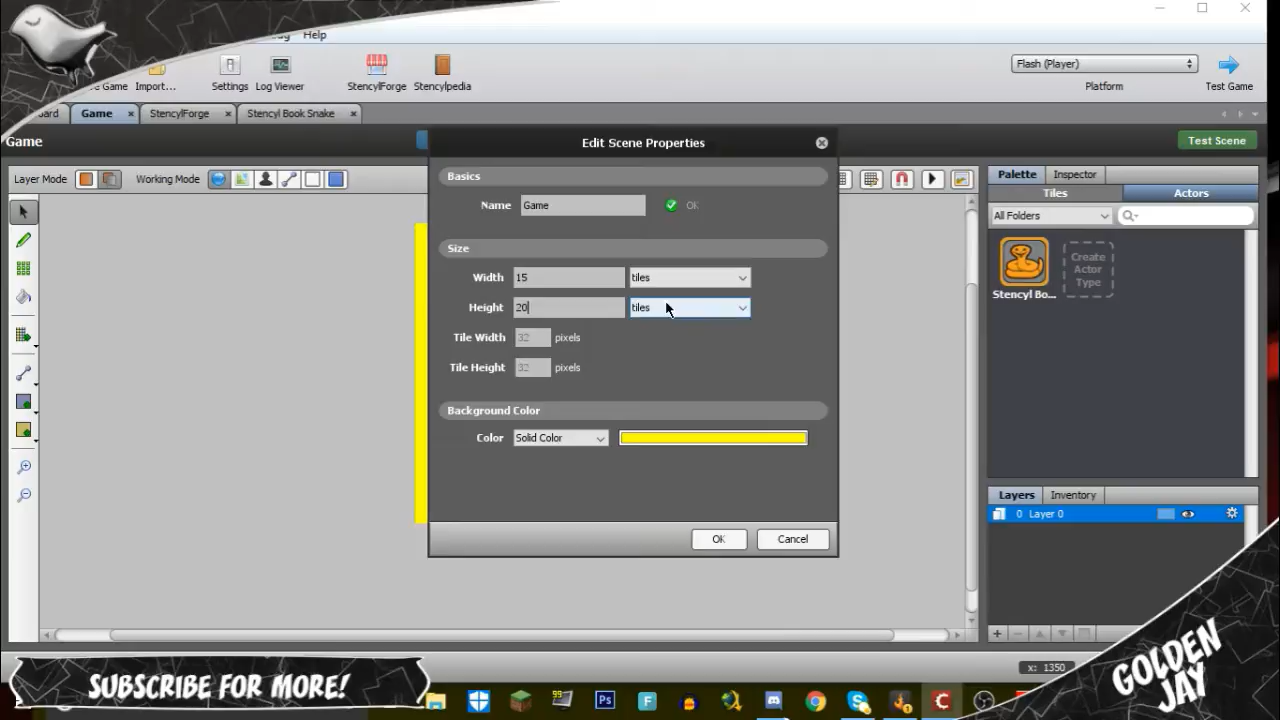 Help
Game
Import...
Settings
Log Viewer
StencylForge
Stencylpedia
Flash (Player)
Platform
Test Game
Game
StencylForge
Stencyl Book Snake
Game
Test Scene
Layer Mode
Working Mode
Edit Scene Properties
Basics
Name
Game
OK
Size
Width
15
tiles
Height
20
tiles
Tile Width
32
pixels
Tile Height
32
pixels
Background Color
Color
Solid Color
OK
Cancel
Palette
Inspector
Tiles
Actors
All Folders
Create
Actor
Type
Stencyl Bo...
Layers
Inventory
0 Layer 0
x: 1350
SUBSCRIBE FOR MORE!
99
Ps
F
GOLDEN
JAY